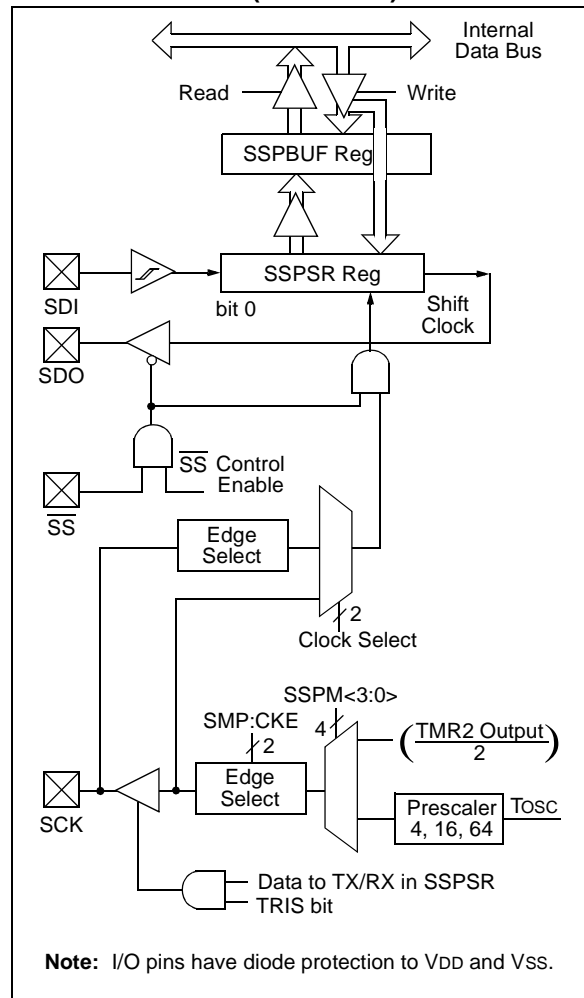 Internal
Data Bus
Read
Write
SSPBUF Reg
SSPSR Reg
SDI
bit 0
Shift
Clock
SDO
SS Control
Enable
SS
Edge
Select
2
Clock Select
SSPM<3:0>
SMP:CKE
4
2
(TMR2 Output
2)
Edge
Select
Prescaler
4, 16, 64
TOSC
SCK
Data to TX/RX in SSPSR
TRIS bit
Note: I/O pins have diode protection to VDD and VSS.